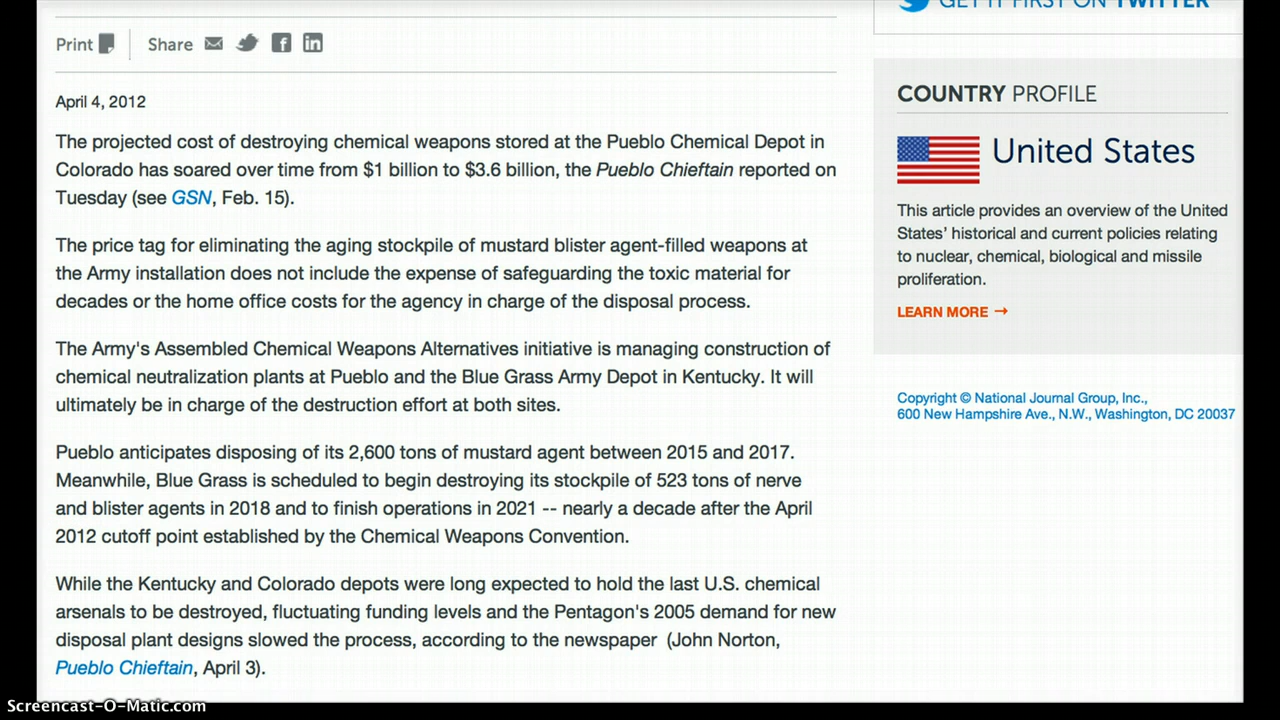 GET IT FIRST ON TWITTER
Print
Share
April 4, 2012
The projected cost of destroying chemical weapons stored at the Pueblo Chemical Depot in
Colorado has soared over time from $1 billion to $3.6 billion, the Pueblo Chieftain reported on
Tuesday (see GSN, Feb. 15).
The price tag for eliminating the aging stockpile of mustard blister agent-filled weapons at
the Army installation does not include the expense of safeguarding the toxic material for
decades or the home office costs for the agency in charge of the disposal process.
The Army's Assembled Chemical Weapons Alternatives initiative is managing construction of
chemical neutralization plants at Pueblo and the Blue Grass Army Depot in Kentucky. It will
ultimately be in charge of the destruction effort at both sites.
Pueblo anticipates disposing of its 2,600 tons of mustard agent between 2015 and 2017.
Meanwhile, Blue Grass is scheduled to begin destroying its stockpile of 523 tons of nerve
and blister agents in 2018 and to finish operations in 2021 -- nearly a decade after the April
2012 cutoff point established by the Chemical Weapons Convention.
While the Kentucky and Colorado depots were long expected to hold the last U.S. chemical
arsenals to be destroyed, fluctuating funding levels and the Pentagon's 2005 demand for new
disposal plant designs slowed the process, according to the newspaper (John Norton,
Pueblo Chieftain, April 3).
COUNTRY PROFILE
United States
This article provides an overview of the United
States’ historical and current policies relating
to nuclear, chemical, biological and missile
proliferation.
LEARN MORE →
Copyright © National Journal Group, Inc.,
600 New Hampshire Ave., N.W., Washington, DC 20037
Screencast-O-Matic.com